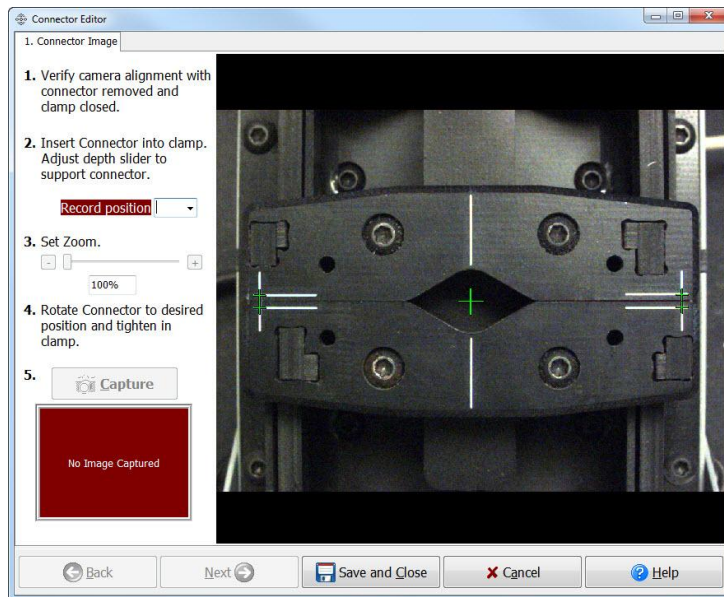 Connector Editor
1. Connector Image
1. Verify camera alignment with
connector removed and
clamp closed.
2. Insert Connector into clamp.
Adjust depth slider to
support connector.
Record position
3. Set Zoom.
- +
100%
4. Rotate Connector to desired
position and tighten in
clamp.
5. Capture
No Image Captured
Back Next Save and Close Cancel Help